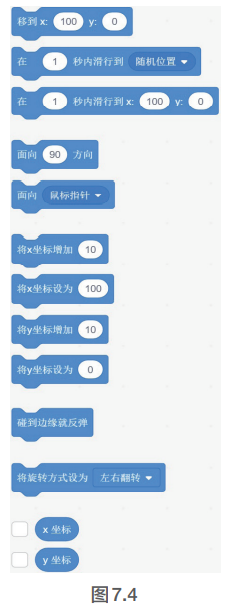 移到 x: 100 y: 0
在 1 秒内滑行到 随机位置
在 1 秒内滑行到 x: 100 y: 0
面向 90 方向
面向 鼠标指针
将x坐标增加 10
将x坐标设为 100
将y坐标增加 10
将y坐标设为 0
碰到边缘就反弹
将旋转方式设为 左右翻转
x 坐标
y 坐标
图7.4